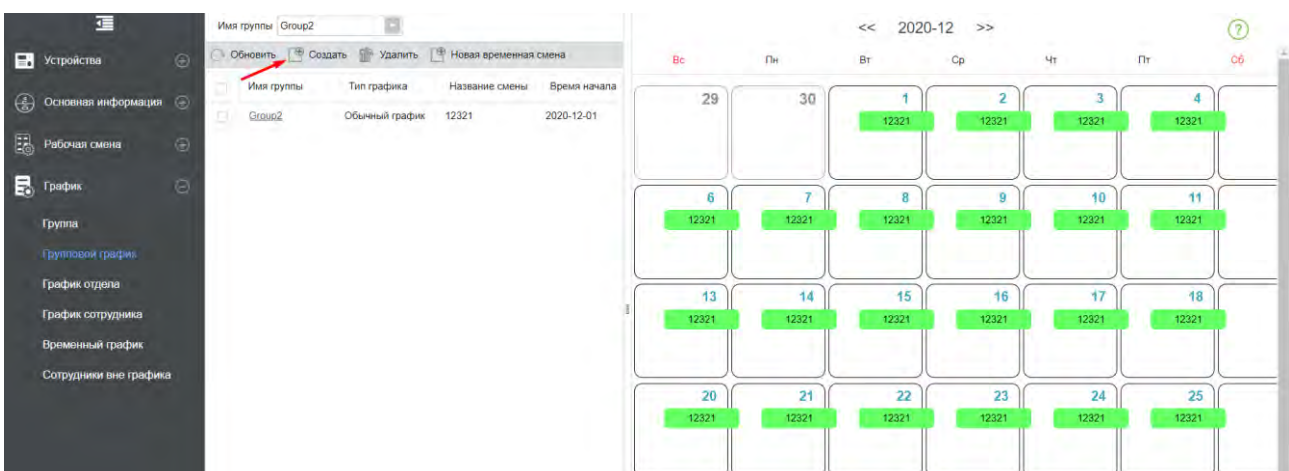 Имя группы Group2
<< 2020-12 >>
?
Обновить Создать Удалить Новая временная смена
Имя группы Тип графика Название смены Время начала
Group2 Обычный график 12321 2020-12-01
Устройства
Основная информация
Рабочая смена
График
Группа
Групповой график
График отдела
График сотрудника
Временный график
Сотрудники вне графика
Вс Пн Вт Ср Чт Пт Сб
29 30 1 2 3 4
12321 12321 12321 12321
6 7 8 9 10 11
12321 12321 12321 12321 12321 12321
13 14 15 16 17 18
12321 12321 12321 12321 12321 12321
20 21 22 23 24 25
12321 12321 12321 12321 12321 12321